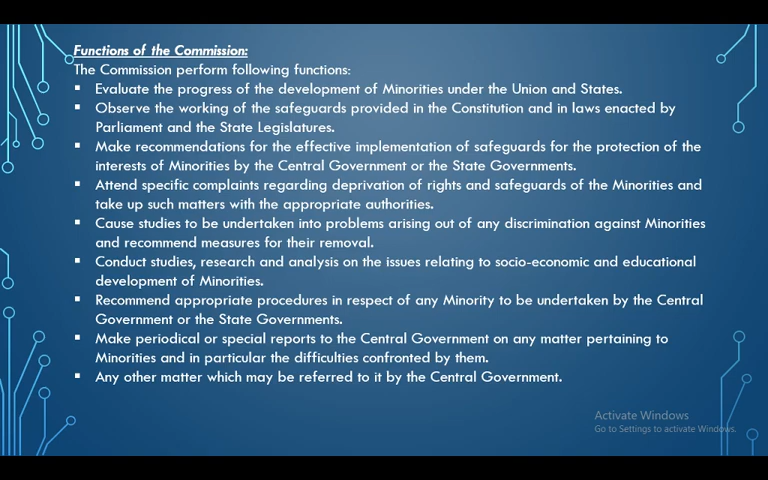 Functions of the Commission:
The Commission perform following functions:
▪ Evaluate the progress of the development of Minorities under the Union and States.
▪ Observe the working of the safeguards provided in the Constitution and in laws enacted by
Parliament and the State Legislatures.
▪ Make recommendations for the effective implementation of safeguards for the protection of the
interests of Minorities by the Central Government or the State Governments.
▪ Attend specific complaints regarding deprivation of rights and safeguards of the Minorities and
take up such matters with the appropriate authorities.
▪ Cause studies to be undertaken into problems arising out of any discrimination against Minorities
and recommend measures for their removal.
▪ Conduct studies, research and analysis on the issues relating to socio-economic and educational
development of Minorities.
▪ Recommend appropriate procedures in respect of any Minority to be undertaken by the Central
Government or the State Governments.
▪ Make periodical or special reports to the Central Government on any matter pertaining to
Minorities and in particular the difficulties confronted by them.
▪ Any other matter which may be referred to it by the Central Government.
Activate Windows
Go to Settings to activate Windows.